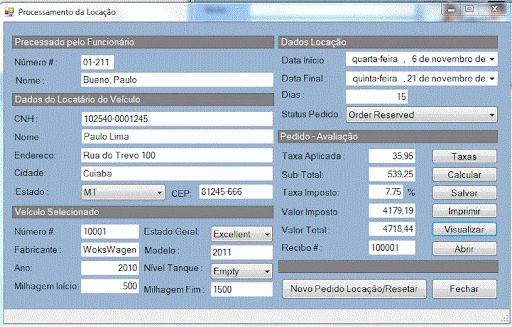 Processamento da Locação
Precessado pelo Funcionário
Número # : 01-211
Nome : Bueno, Paulo
Dados do Locatário do Veículo
CNH : 102540-0001245
Nome Paulo Lima
Endereco: Rua do Trevo 100
Cidade: Cuiaba
Estado : MT CEP: 81245-666
Veículo Selecionado
Número #: 10001 Estado Geral: Excellent
Fabricante : WoksWagen Modelo : 2011
Ano: 2010 Nível Tanque : Empty
Milhagem Início 500 Milhagem Fim : 1500
Dados Locação
Data Início quarta-feira , 6 de novembro de
Data Final : quinta-feira , 21 de novembro de
Dias : 15
Status Pedido : Order Reserved
Pedido - Avaliação
Taxa Aplicada : 35,95 Taxas
Sub-Total: 539,25 Calcular
Taxa Imposto: 7.75 % Salvar
Valor Imposto 4179,19 Imprimir
Valor Total : 4718,44 Visualizar
Recibo # : 100001 Abrir
Novo Pedido Locação/Resetar Fechar